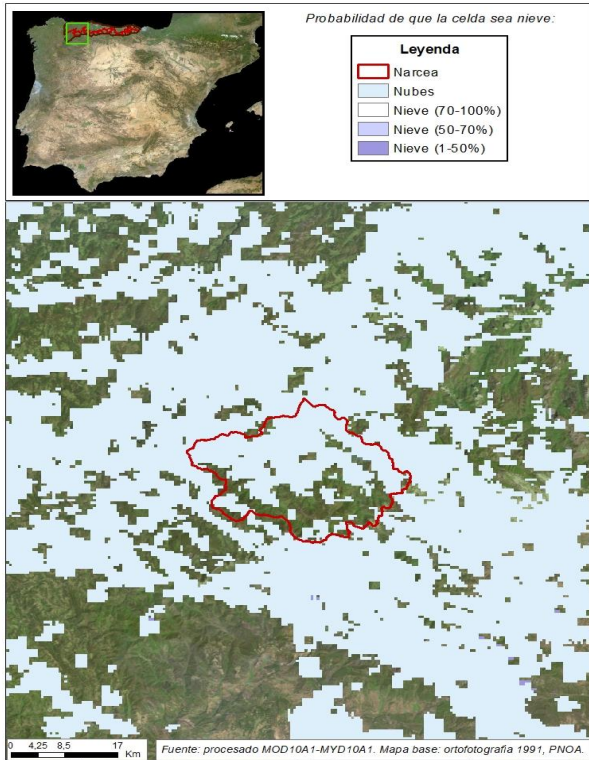 Probabilidad de que la celda sea nieve:
Leyenda
Narcea
Nubes
Nieve (70-100%)
Nieve (50-70%)
Nieve (1-50%)
0 4,25 8,5 17
Km
Fuente: procesado MOD10A1-MYD10A1. Mapa base: ortofotografía 1991, PNOA.